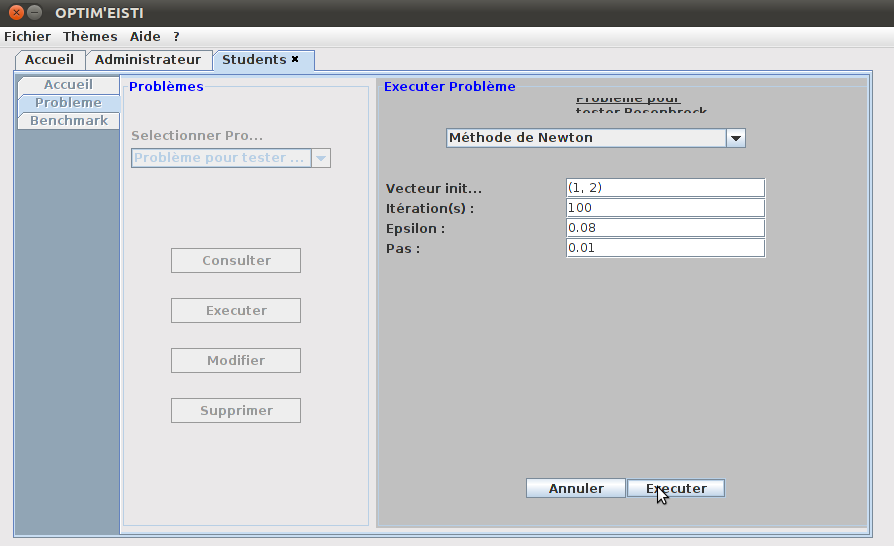 OPTIM'EISTI
Fichier Thèmes Aide ?
Accueil Administrateur Students ✖
Accueil
Probleme
Benchmark
Problèmes
Selectionner Pro...
Problème pour tester ...
Consulter
Executer
Modifier
Supprimer
Executer Problème
Problème pour
tester Rosenbrock
Méthode de Newton
Vecteur init... (1, 2)
Itération(s) : 100
Epsilon : 0.08
Pas : 0.01
Annuler Executer